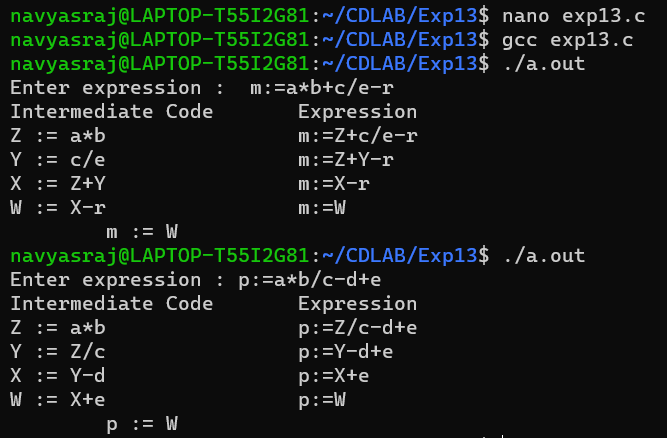 navyasraj@LAPTOP-T55I2G81:~/CDLAB/Exp13$ nano exp13.c
navyasraj@LAPTOP-T55I2G81:~/CDLAB/Exp13$ gcc exp13.c
navyasraj@LAPTOP-T55I2G81:~/CDLAB/Exp13$ ./a.out
Enter expression :  m:=a*b+c/e-r
Intermediate Code       Expression
Z := a*b                m:=Z+c/e-r
Y := c/e                m:=Z+Y-r
X := Z+Y                m:=X-r
W := X-r                m:=W
        m := W
navyasraj@LAPTOP-T55I2G81:~/CDLAB/Exp13$ ./a.out
Enter expression : p:=a*b/c-d+e
Intermediate Code       Expression
Z := a*b                p:=Z/c-d+e
Y := Z/c                p:=Y-d+e
X := Y-d                p:=X+e
W := X+e                p:=W
        p := W